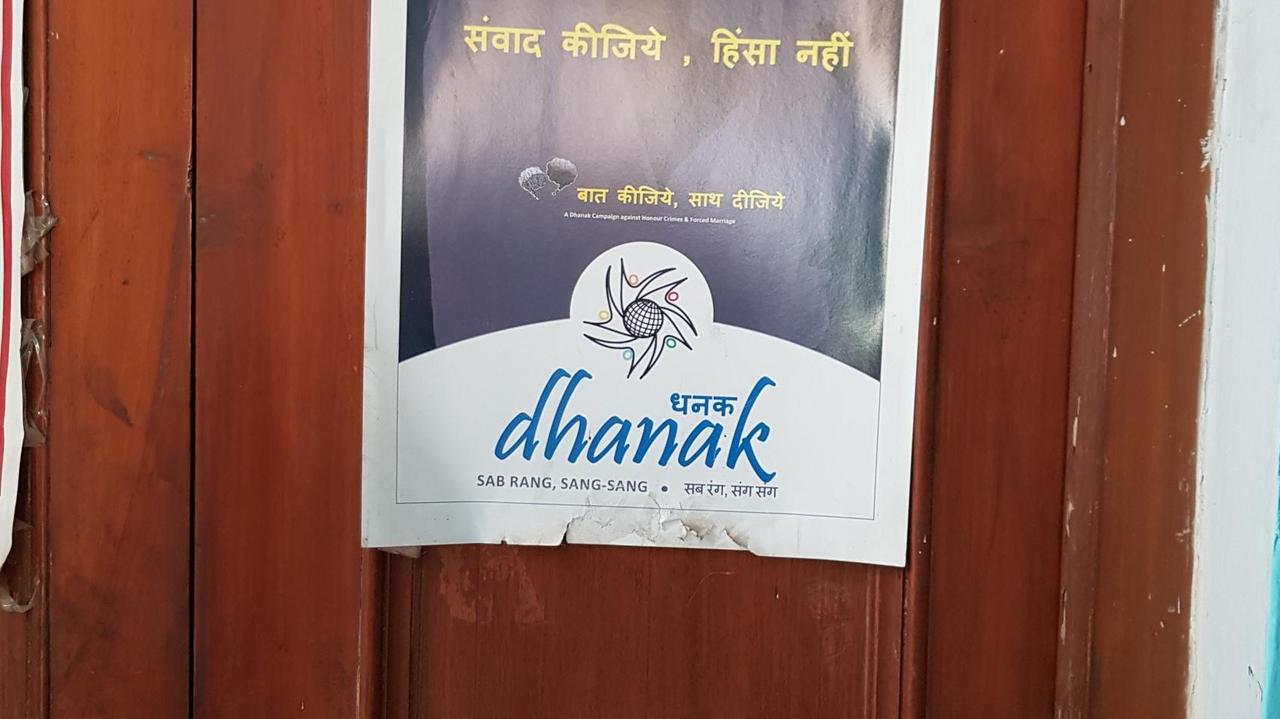 संवाद कीजिये , हिंसा नहीं
बात कीजिये, साथ दीजिये
A Dhanak Campaign against Honour Crimes & Forced Marriage
धनक
dhanak
SAB RANG, SANG-SANG • सब रंग, संग संग